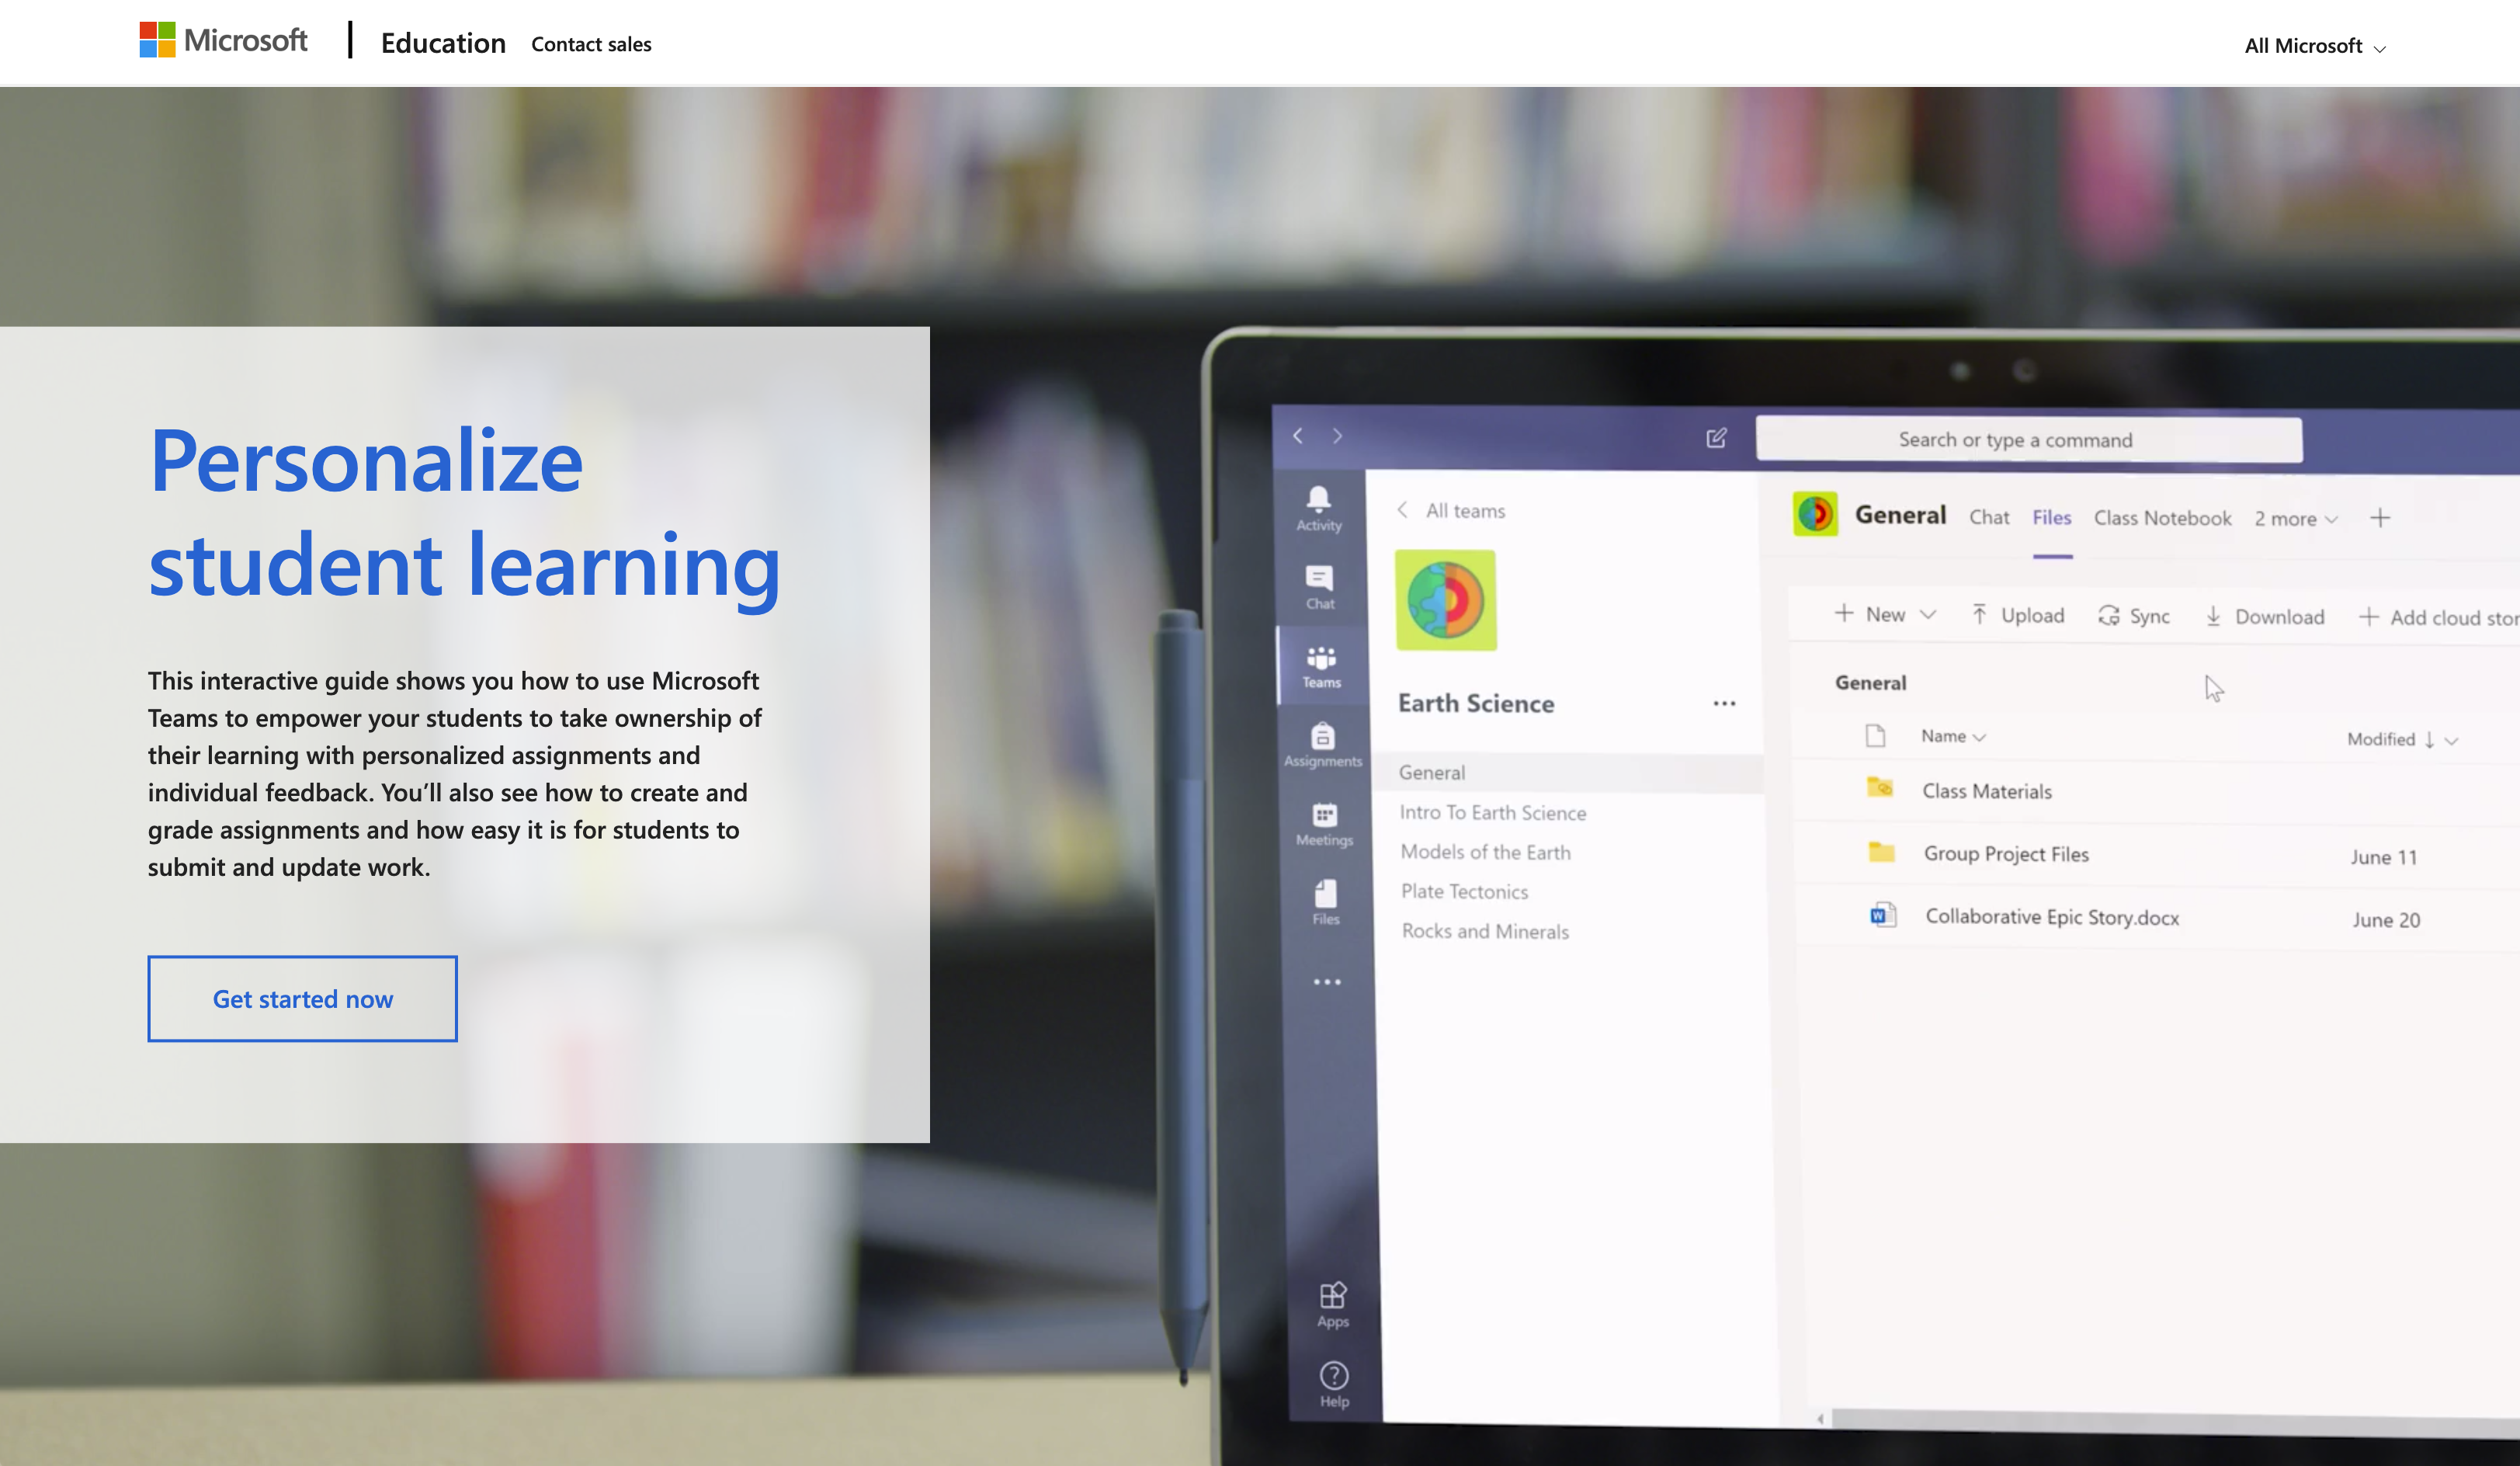 Microsoft
Education
Contact sales
All Microsoft
Personalize
student learning
This interactive guide shows you how to use Microsoft
Teams to empower your students to take ownership of
their learning with personalized assignments and
individual feedback. You’ll also see how to create and
grade assignments and how easy it is for students to
submit and update work.
Get started now
Search or type a command
Activity
Chat
Teams
Assignments
Meetings
Files
Apps
Help
All teams
Earth Science
General
Intro To Earth Science
Models of the Earth
Plate Tectonics
Rocks and Minerals
General Chat Files Class Notebook 2 more
New Upload Sync Download Add cloud stor
General
Name Modified
Class Materials
Group Project Files June 11
Collaborative Epic Story.docx June 20